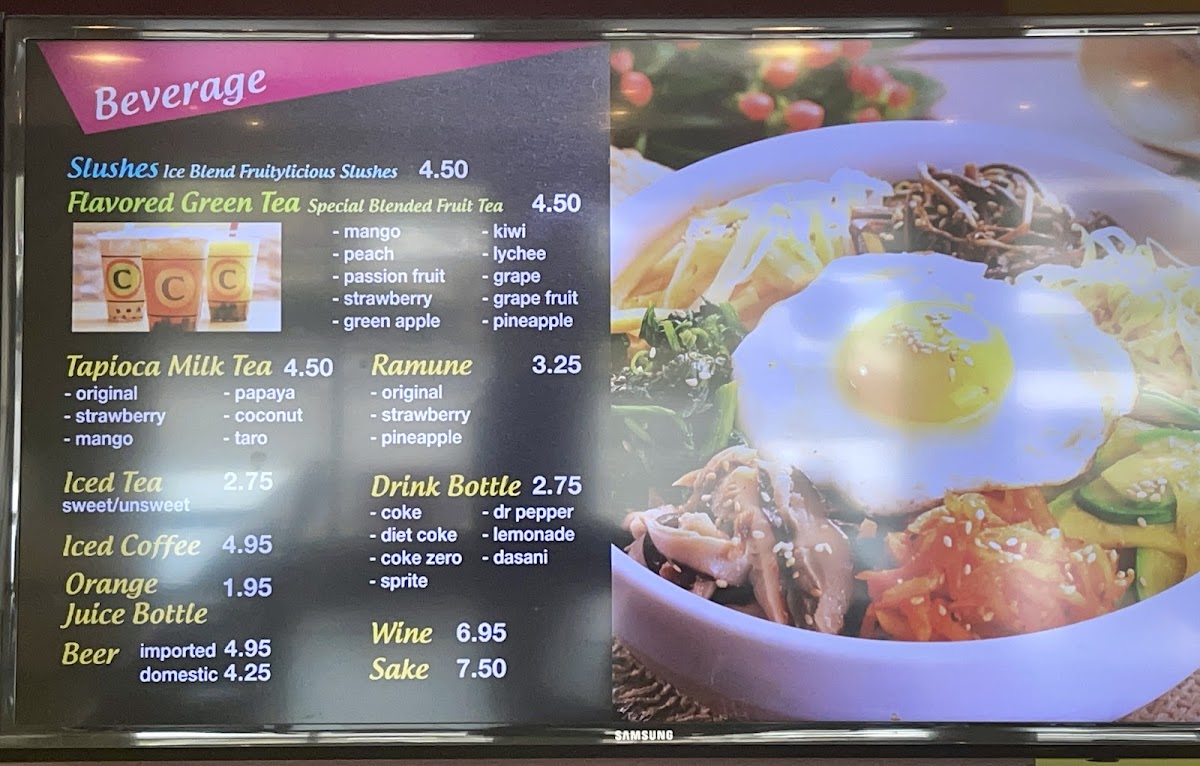 Beverage
Slushes Ice Blend Fruitylicious Slushes 4.50
Flavored Green Tea Special Blended Fruit Tea 4.50
- mango
- peach
- passion fruit
- strawberry
- green apple
- kiwi
- lychee
- grape
- grape fruit
- pineapple
C C C
Tapioca Milk Tea 4.50
- original
- strawberry
- mango
- papaya
- coconut
- taro
Ramune 3.25
- original
- strawberry
- pineapple
Iced Tea 2.75
sweet/unsweet
Iced Coffee 4.95
Orange 1.95
Juice Bottle
Beer imported 4.95
domestic 4.25
Drink Bottle 2.75
- coke
- diet coke
- coke zero
- sprite
- dr pepper
- lemonade
- dasani
Wine 6.95
Sake 7.50
SAMSUNG